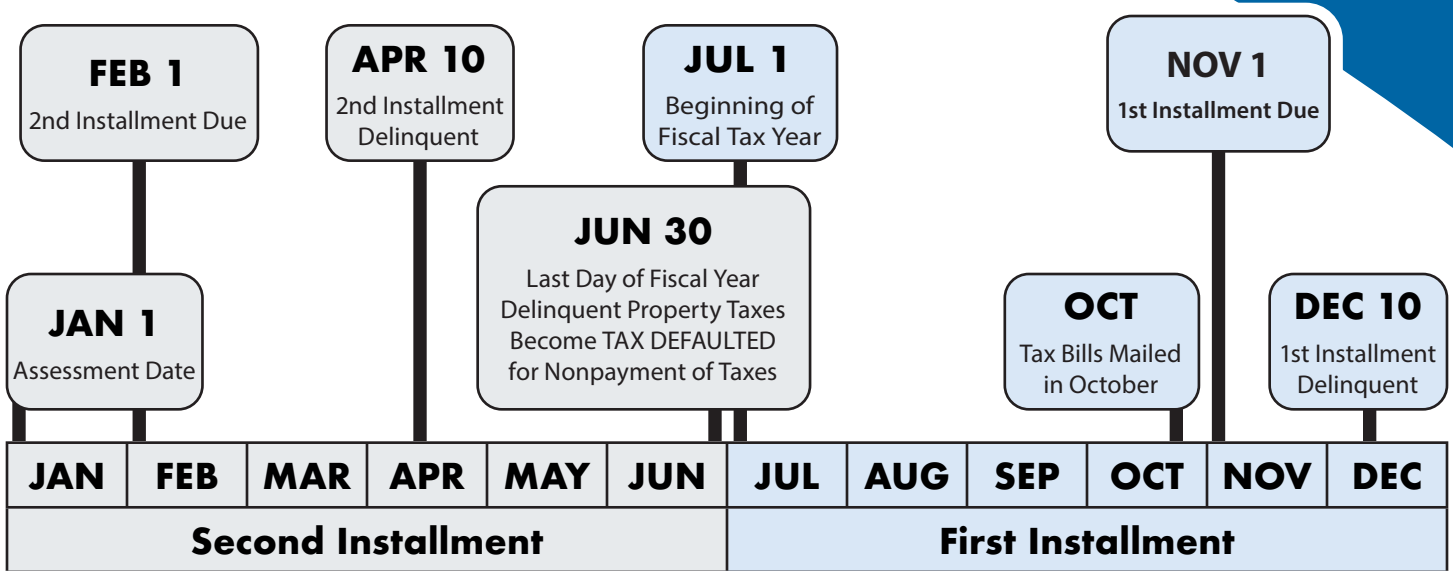 FEB 1
2nd Installment Due
APR 10
2nd Installment
Delinquent
JUL 1
Beginning of
Fiscal Tax Year
NOV 1
1st Installment Due
JAN 1
Assessment Date
JUN 30
Last Day of Fiscal Year
Delinquent Property Taxes
Become TAX DEFAULTED
for Nonpayment of Taxes
OCT
Tax Bills Mailed
in October
DEC 10
1st Installment
Delinquent
JAN FEB MAR APR MAY JUN JUL AUG SEP OCT NOV DEC
Second Installment First Installment